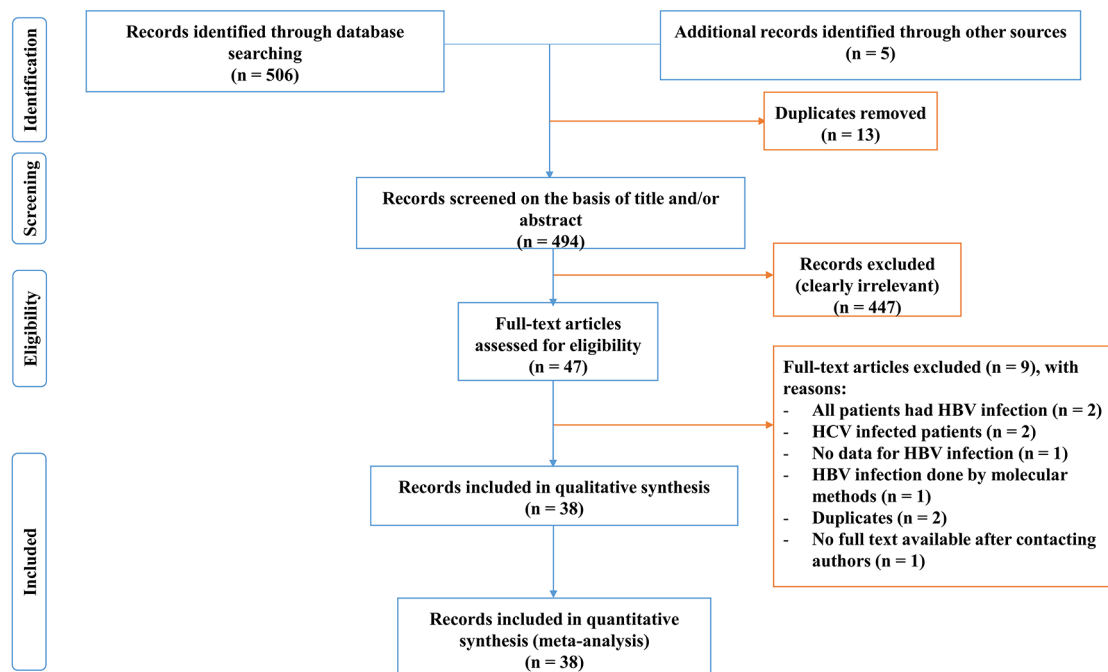 Identification
Records identified through database
searching
(n = 506)
Additional records identified through other sources
(n = 5)
Duplicates removed
(n = 13)
Screening
Records screened on the basis of title and/or
abstract
(n = 494)
Records excluded
(clearly irrelevant)
(n = 447)
Eligibility
Full-text articles
assessed for eligibility
(n = 47)
Full-text articles excluded (n = 9), with
reasons:
- All patients had HBV infection (n = 2)
- HCV infected patients (n = 2)
- No data for HBV infection (n = 1)
- HBV infection done by molecular
methods (n = 1)
- Duplicates (n = 2)
- No full text available after contacting
authors (n = 1)
Included
Records included in qualitative synthesis
(n = 38)
Records included in quantitative
synthesis (meta-analysis)
(n = 38)